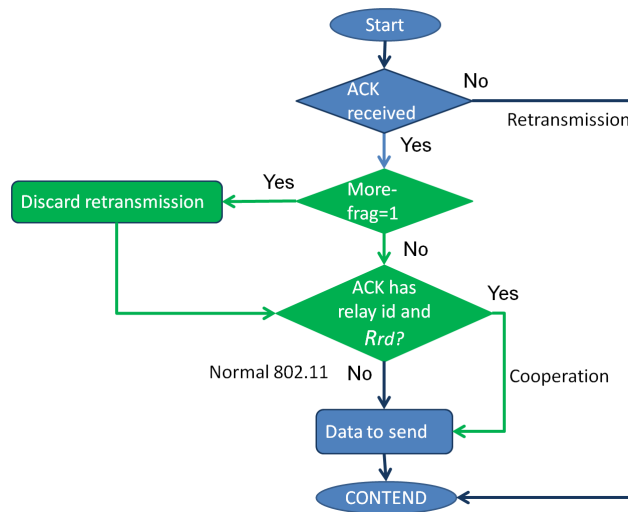 Start
ACK
received
No
Retransmission
Yes
Yes
More-
frag=1
Discard retransmission
No
ACK has
relay id and
Rrd?
Yes
Normal 802.11
No
Cooperation
Data to send
CONTEND